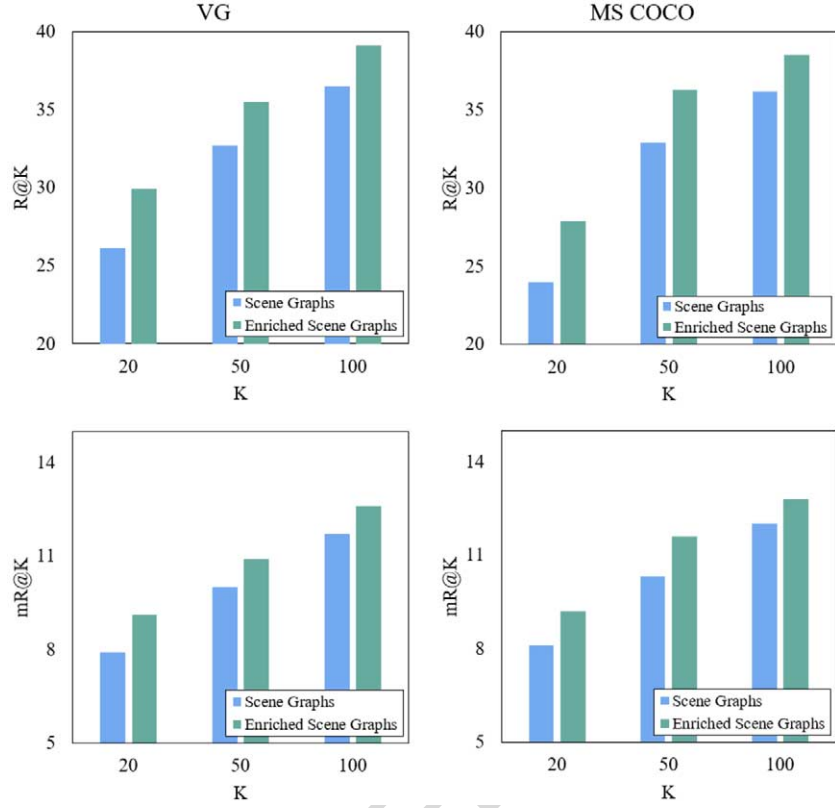 VG
40
35
30
25
20
R@K
Scene Graphs
Enriched Scene Graphs
20 50 100
K
MS COCO
40
35
30
25
20
R@K
Scene Graphs
Enriched Scene Graphs
20 50 100
K
14
11
8
5
mR@K
Scene Graphs
Enriched Scene Graphs
20 50 100
K
14
11
8
5
mR@K
Scene Graphs
Enriched Scene Graphs
20 50 100
K